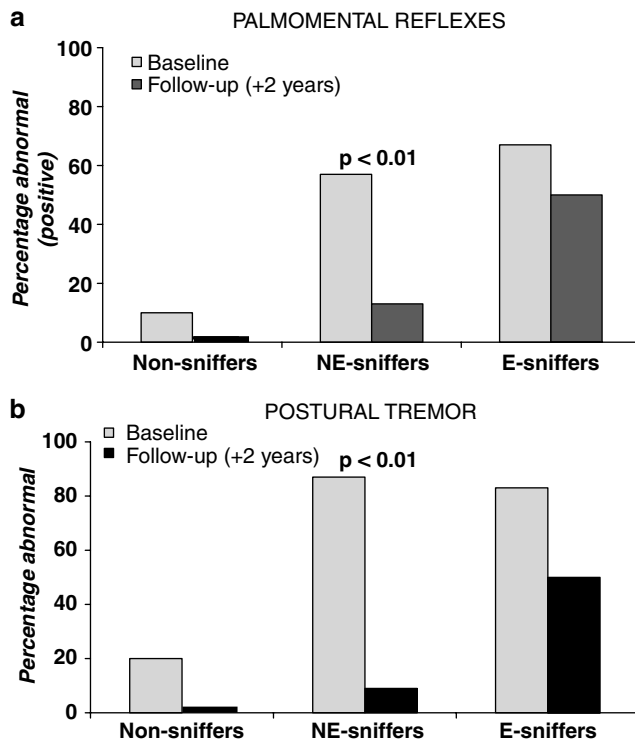 a
PALMOMENTAL REFLEXES
100
80
60
40
20
0
Percentage abnormal
(positive)
Baseline
Follow-up (+2 years)
p < 0.01
Non-sniffers NE-sniffers E-sniffers
b
POSTURAL TREMOR
100
80
60
40
20
0
Percentage abnormal
Baseline
Follow-up (+2 years)
p < 0.01
Non-sniffers NE-sniffers E-sniffers